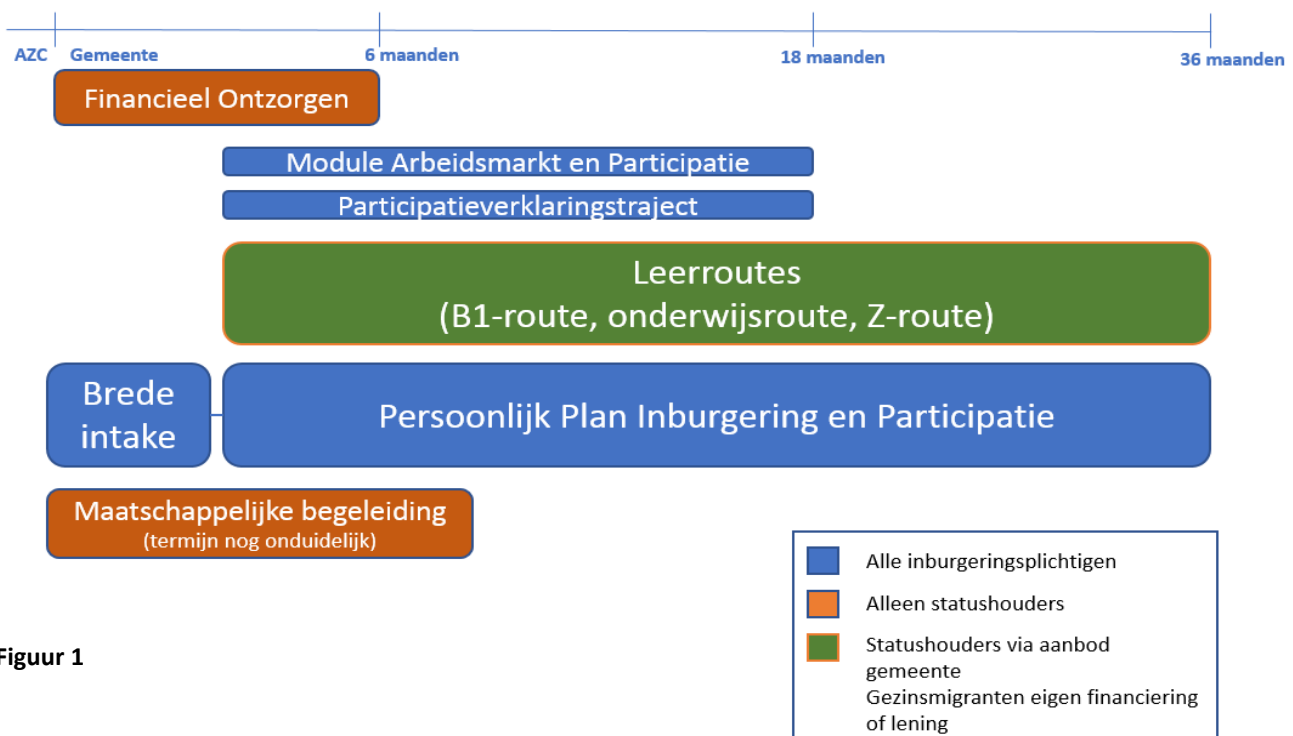 AZC
Gemeente
6 maanden
18 maanden
36 maanden
Financieel Ontzorgen
Module Arbeidsmarkt en Participatie
Participatieverklaringstraject
Leerroutes
(B1-route, onderwijsroute, Z-route)
Brede
intake
Persoonlijk Plan Inburgering en Participatie
Maatschappelijke begeleiding
(termijn nog onduidelijk)
Alle inburgeringsplichtigen
Alleen statushouders
Statushouders via aanbod
gemeente
Gezinsmigranten eigen financiering
of lening
Figuur 1